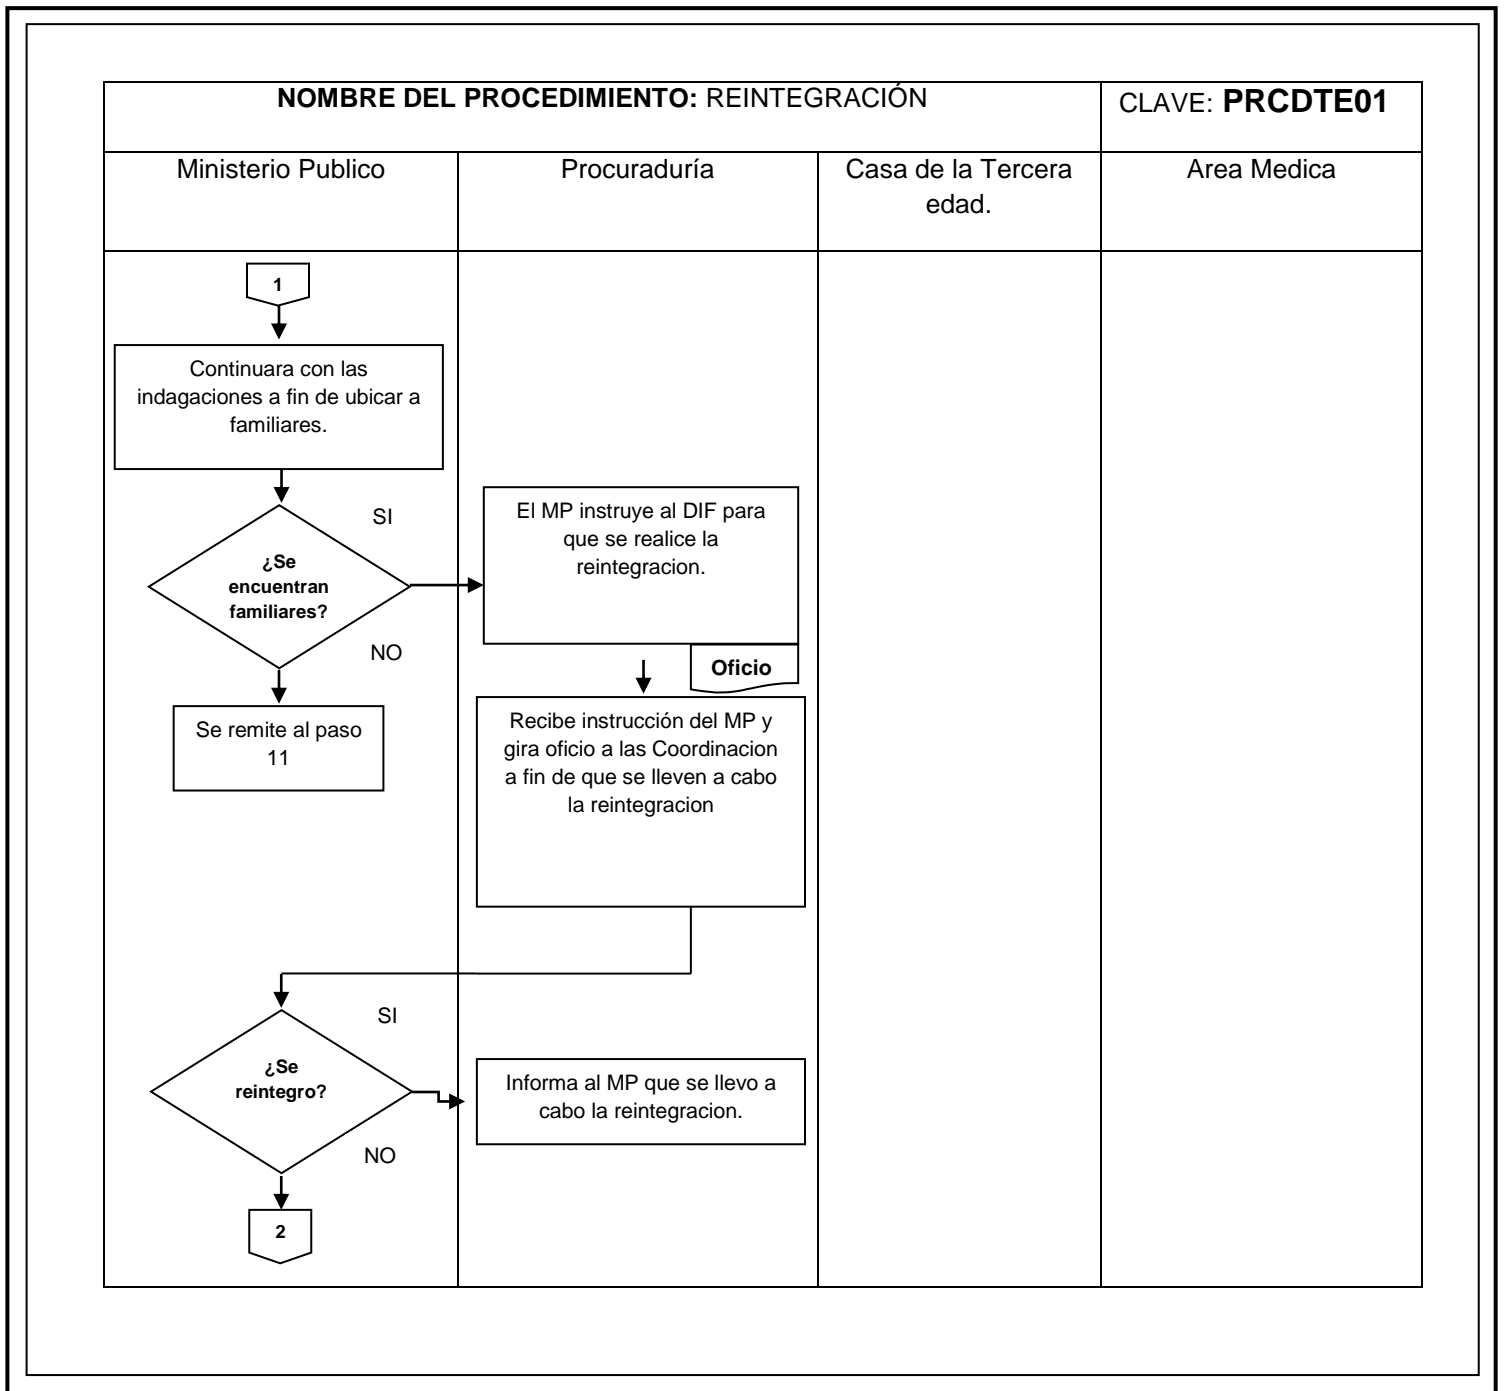 NOMBRE DEL PROCEDIMIENTO: REINTEGRACIÓN
CLAVE: PRCDTE01
Ministerio Publico
Procuraduría
Casa de la Tercera
edad.
Area Medica
1
Continuara con las
indagaciones a fin de ubicar a
familiares.
SI
¿Se
encuentran
familiares?
NO
El MP instruye al DIF para
que se realice la
reintegracion.
Oficio
Se remite al paso
11
Recibe instrucción del MP y
gira oficio a las Coordinacion
a fin de que se lleven a cabo
la reintegracion
SI
¿Se
reintegro?
NO
Informa al MP que se llevo a
cabo la reintegracion.
2